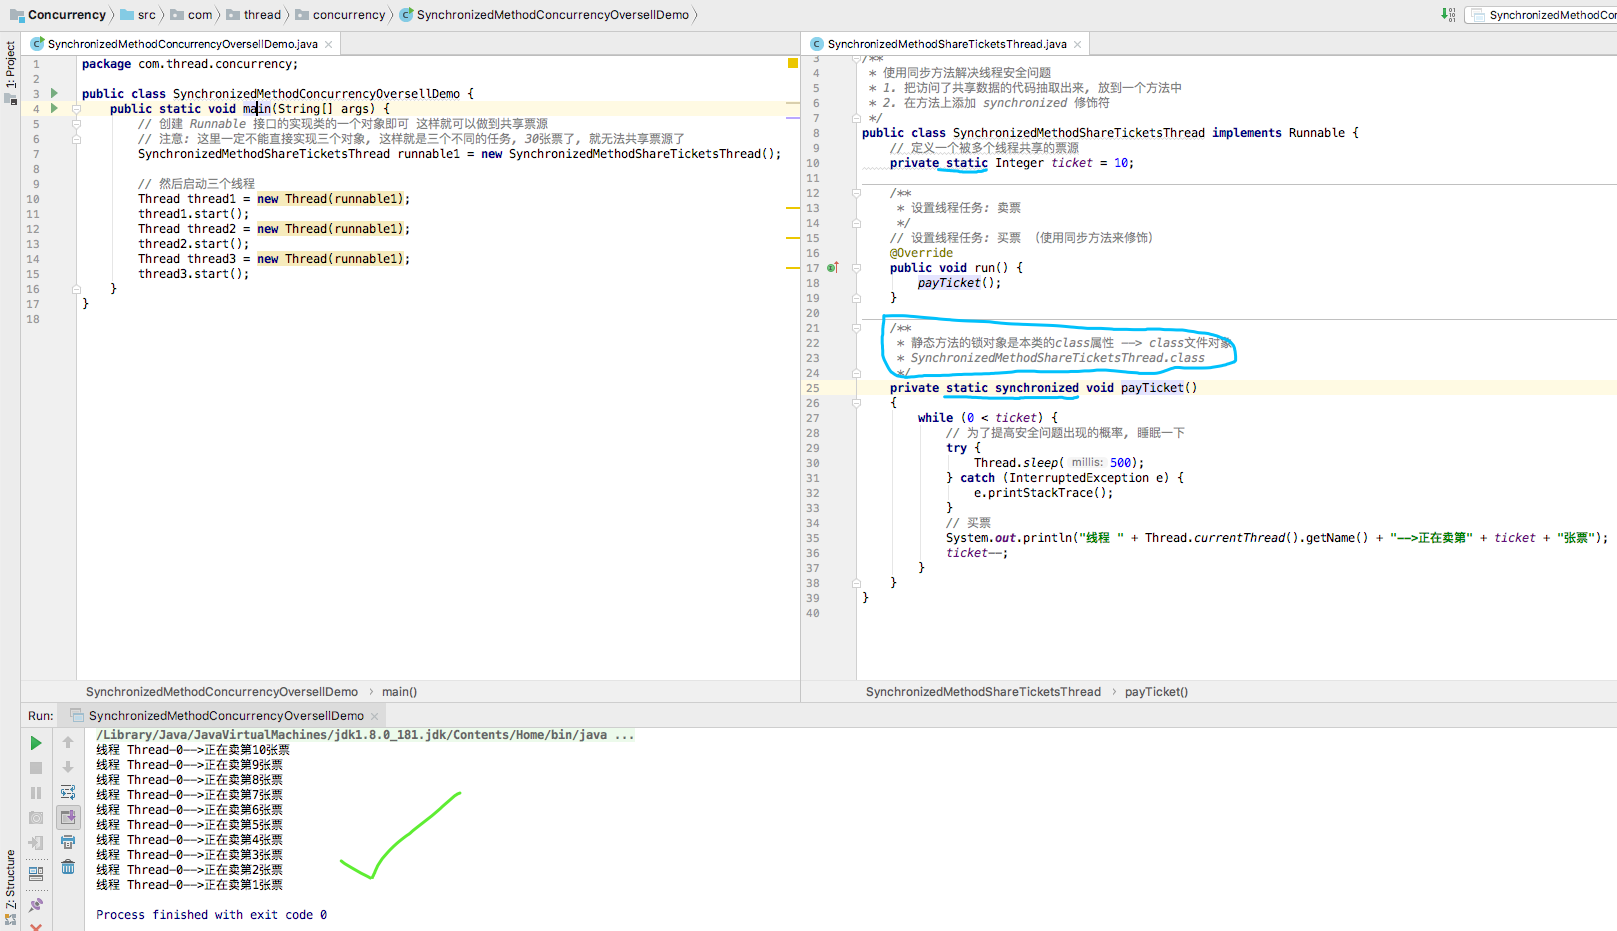 Concurrency
src
com
thread
concurrency
SynchronizedMethodConcurrencyOversellDemo
SynchronizedMethodCon
1: Project
SynchronizedMethodConcurrencyOversellDemo.java
1 package com.thread.concurrency;
2
3 public class SynchronizedMethodConcurrencyOversellDemo {
4 public static void main(String[] args) {
5 // 创建 Runnable 接口的实现类的一个对象即可 这样就可以做到共享票源
6 // 注意: 这里一定不能直接实现三个对象, 这样就是三个不同的任务, 30张票了, 就无法共享票源了
7 SynchronizedMethodShareTicketsThread runnable1 = new SynchronizedMethodShareTicketsThread();
8
9 // 然后启动三个线程
10 Thread thread1 = new Thread(runnable1);
11 thread1.start();
12 Thread thread2 = new Thread(runnable1);
13 thread2.start();
14 Thread thread3 = new Thread(runnable1);
15 thread3.start();
16 }
17 }
18
SynchronizedMethodConcurrencyOversellDemo
main()
SynchronizedMethodShareTicketsThread.java
3 /**
4 * 使用同步方法解决线程安全问题
5 * 1. 把访问了共享数据的代码抽取出来, 放到一个方法中
6 * 2. 在方法上添加 synchronized 修饰符
7 */
8 public class SynchronizedMethodShareTicketsThread implements Runnable {
9 // 定义一个被多个线程共享的票源
10 private static Integer ticket = 10;
11
12 /**
13 * 设置线程任务: 卖票
14 */
15 // 设置线程任务: 买票 （使用同步方法来修饰）
16 @Override
17 public void run() {
18 payTicket();
19 }
20
21 /**
22 * 静态方法的锁对象是本类的class属性 --> class文件对象
23 * SynchronizedMethodShareTicketsThread.class
24 */
25 private static synchronized void payTicket()
26 {
27 while (0 < ticket) {
28 // 为了提高安全问题出现的概率, 睡眠一下
29 try {
30 Thread.sleep( millis: 500);
31 } catch (InterruptedException e) {
32 e.printStackTrace();
33 }
34 // 买票
35 System.out.println("线程 " + Thread.currentThread().getName() + "-->正在卖第" + ticket + "张票");
36 ticket--;
37 }
38 }
39 }
40
SynchronizedMethodShareTicketsThread
payTicket()
Run:
SynchronizedMethodConcurrencyOversellDemo
/Library/Java/JavaVirtualMachines/jdk1.8.0_181.jdk/Contents/Home/bin/java ...
线程 Thread-0-->正在卖第10张票
线程 Thread-0-->正在卖第9张票
线程 Thread-0-->正在卖第8张票
线程 Thread-0-->正在卖第7张票
线程 Thread-0-->正在卖第6张票
线程 Thread-0-->正在卖第5张票
线程 Thread-0-->正在卖第4张票
线程 Thread-0-->正在卖第3张票
线程 Thread-0-->正在卖第2张票
线程 Thread-0-->正在卖第1张票
Process finished with exit code 0
Z: Structure